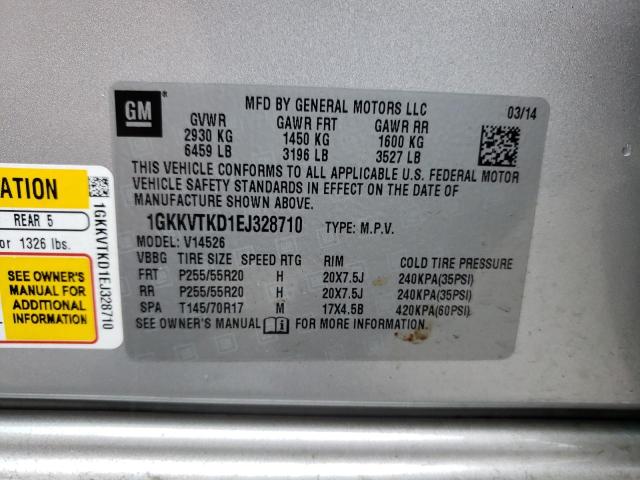 GM
MFD BY GENERAL MOTORS LLC
03/14
GVWR GAWR FRT GAWR RR
2930 KG 1450 KG 1600 KG
6459 LB 3196 LB 3527 LB
THIS VEHICLE CONFORMS TO ALL APPLICABLE U.S. FEDERAL MOTOR
VEHICLE SAFETY STANDARDS IN EFFECT ON THE DATE OF
MANUFACTURE SHOWN ABOVE.
1GKKVTKD1EJ328710 TYPE: M.P.V.
MODEL: V14526
VBBG TIRE SIZE SPEED RTG RIM COLD TIRE PRESSURE
FRT P255/55R20 H 20X7.5J 240KPA(35PSI)
RR P255/55R20 H 20X7.5J 240KPA(35PSI)
SPA T145/70R17 M 17X4.5B 420KPA(60PSI)
SEE OWNER'S MANUAL FOR MORE INFORMATION.
REAR 5
or 1326 lbs.
SEE OWNER'S
MANUAL FOR
ADDITIONAL
INFORMATION
1GKKVTKD1EJ328710